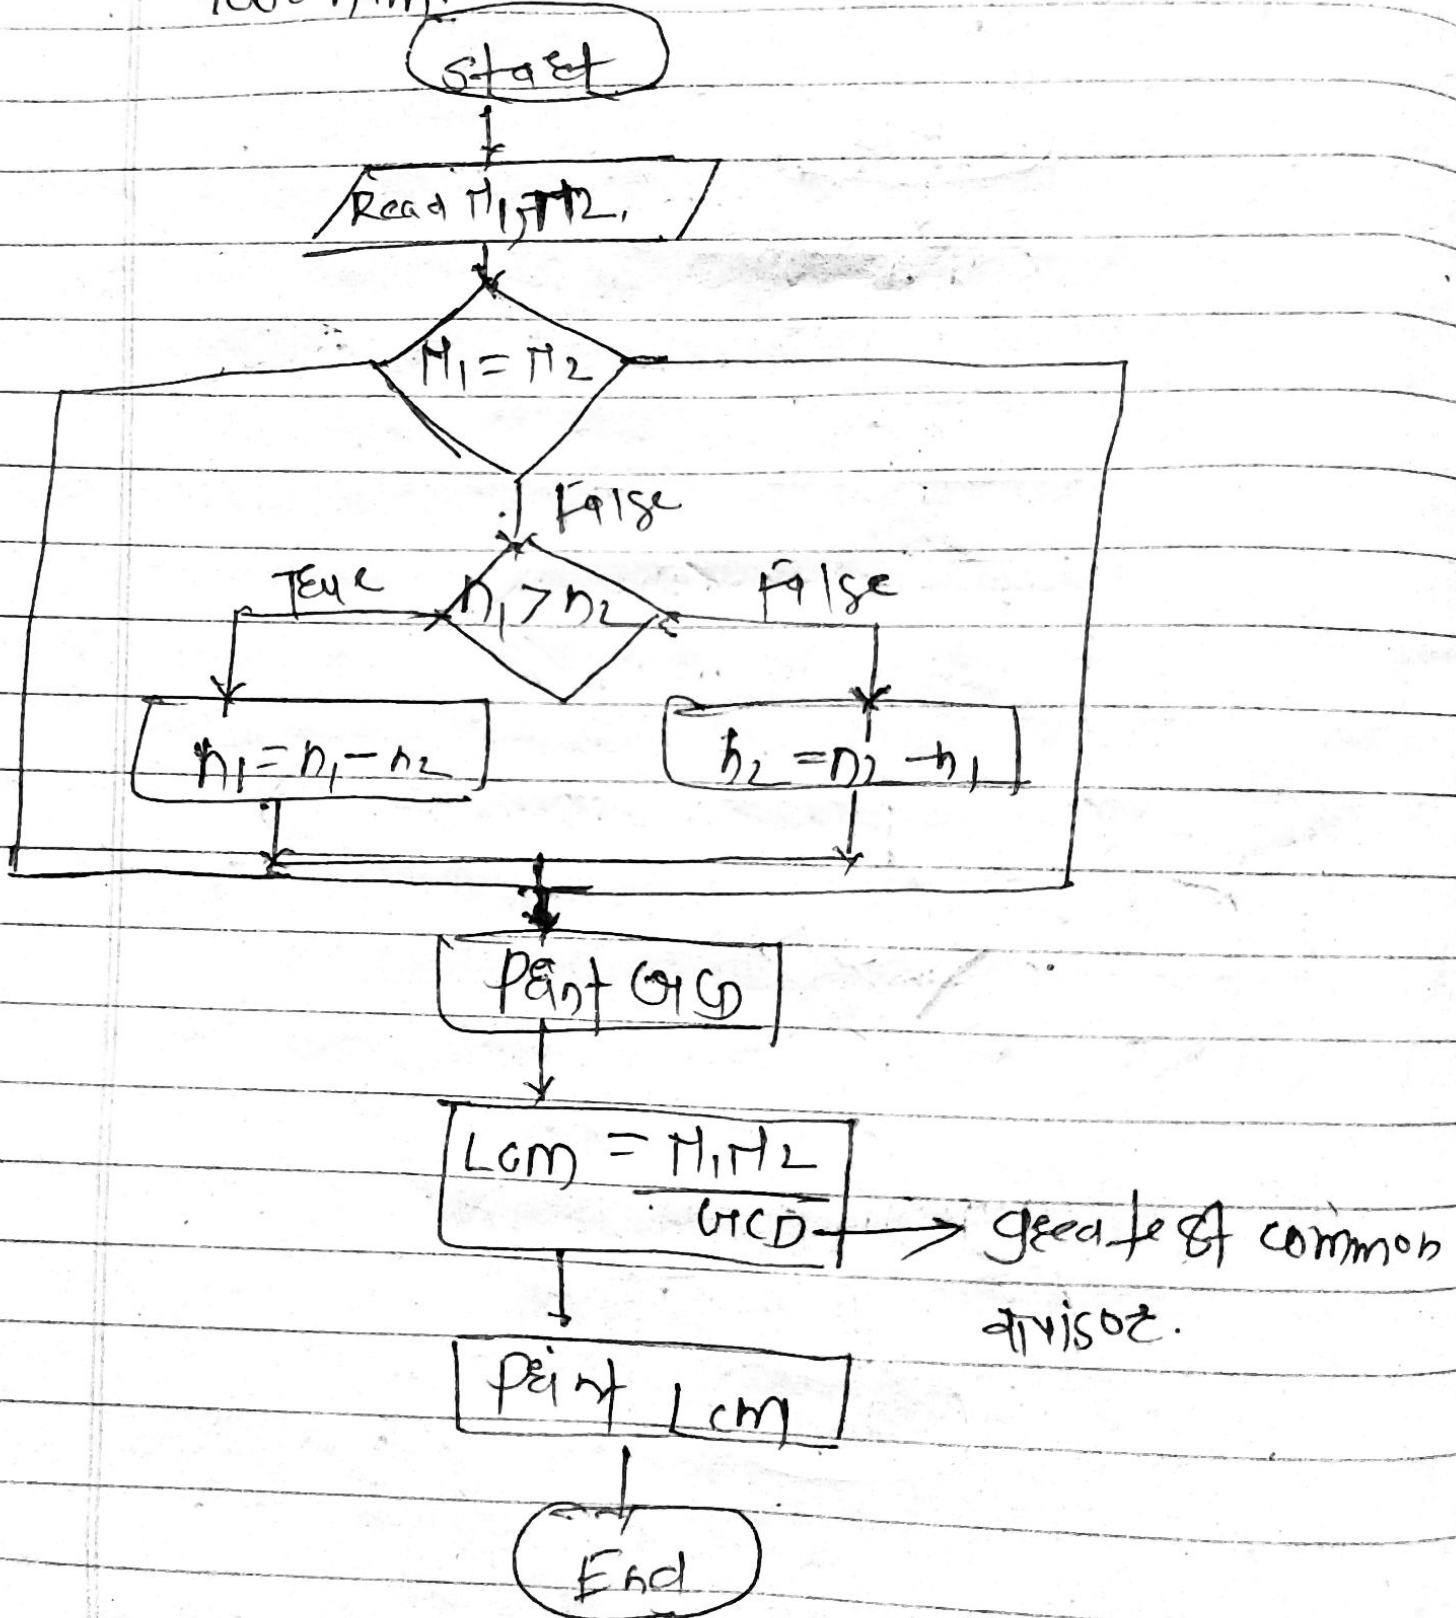 Start
Read N1, N2.
N1 = N2
False
True
n1 > n2
False
n1 = n1 - n2
n2 = n2 - n1
Print GCD
LCM = N1N2
GCD → greatest common
divisor.
Print LCM
End